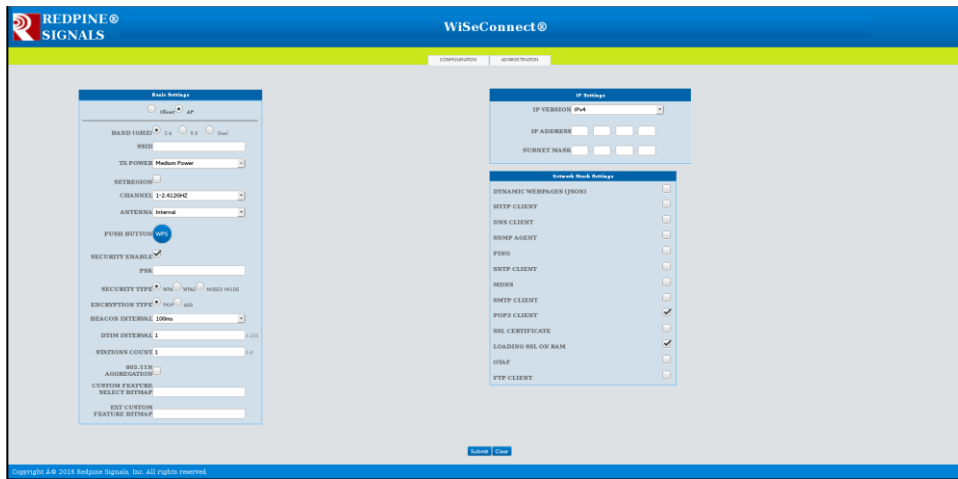 REDPINE®
SIGNALS
WiSeConnect®
CONFIGURATION ADMINISTRATION
Basic Settings
Client AP
BAND (GHZ) 2.4 5.0 Dual
SSID
TX POWER Medium Power
SETREGION
CHANNEL 1-2.412GHZ
ANTENNA Internal
PUSH BUTTON WPS
SECURITY ENABLE
PSK
SECURITY TYPE WPA WPA2 MIXED MODE
ENCRYPTION TYPE TKIP AES
BEACON INTERVAL 100ms
DTIM INTERVAL 1
STATIONS COUNT 1
802.11N
AGGREGATION
CUSTOM FEATURE
SELECT BITMAP
EXT CUSTOM
FEATURE BITMAP
IP Settings
IP VERSION IPv4
IP ADDRESS . . .
SUBNET MASK . . .
Network Stack Settings
DYNAMIC WEBPAGES (JSON)
HTTP CLIENT
DNS CLIENT
SNMP AGENT
PING
SNTP CLIENT
MDNS
SMTP CLIENT
POP3 CLIENT
SSL CERTIFICATE
LOADING SSL ON RAM
OTAF
FTP CLIENT
Submit Clear
Copyright Â© 2015 Redpine Signals, Inc. All rights reserved.